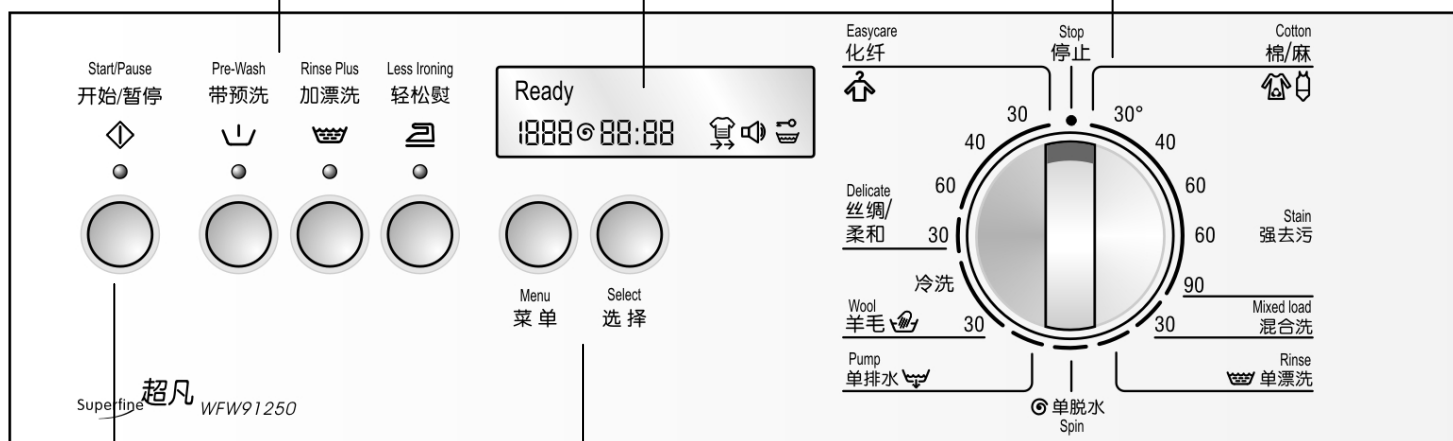 Start/Pause
开始/暂停
Pre-Wash
带预洗
Rinse Plus
加漂洗
Less Ironing
轻松熨
Ready
1888 88:88
Menu
菜单
Select
选择
Superfine 超凡 WFW91250
Easycare
化纤
Stop
停止
Cotton
棉/麻
30
30°
40
40
60
60
Delicate
丝绸/
柔和
30
60
Stain
强去污
冷洗
90
Wool
羊毛
30
30
Mixed load
混合洗
Pump
单排水
Rinse
单漂洗
单脱水
Spin